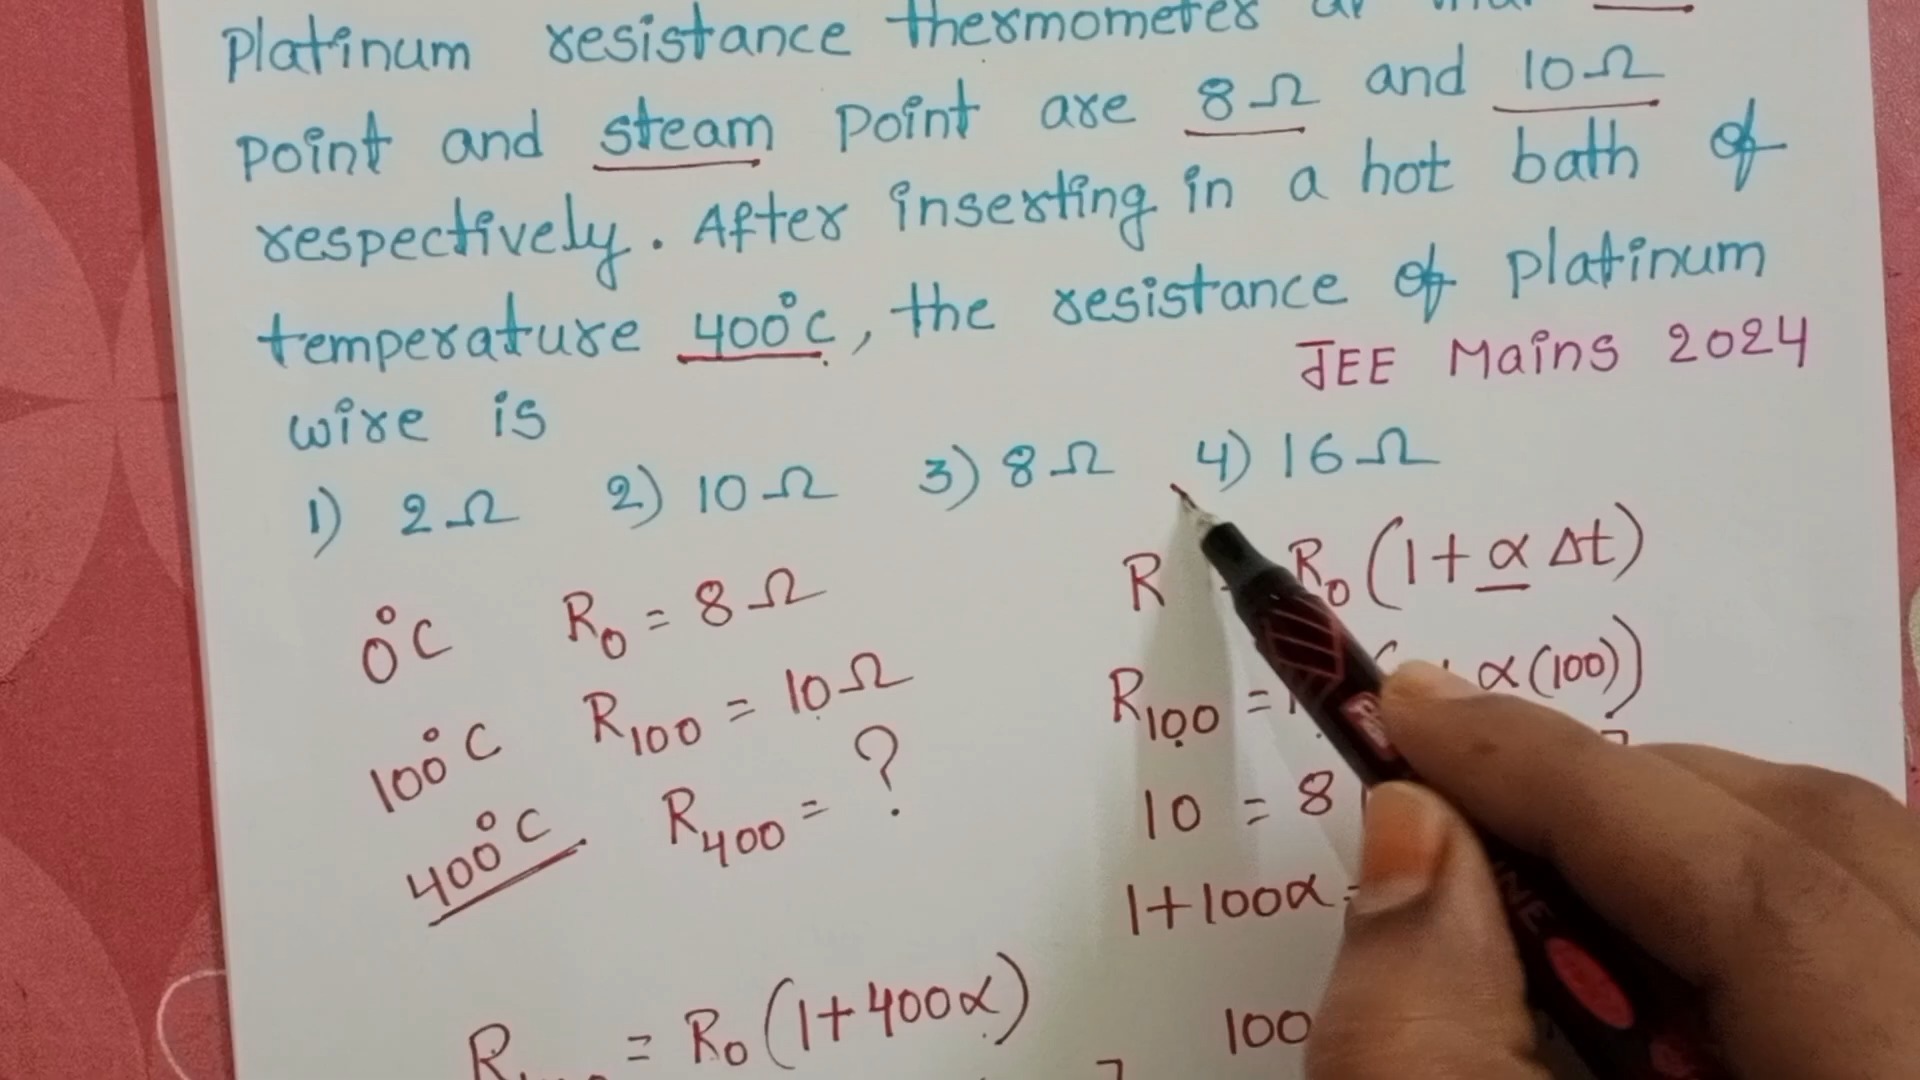 Platinum resistance thermometer at
point and steam point are 8Ω and 10Ω
respectively. After inserting in a hot bath of
temperature 400°C, the resistance of platinum
wire is
JEE Mains 2024
1) 2Ω 2) 10Ω 3) 8Ω 4) 16Ω
0°C R₀ = 8Ω
100°C R₁₀₀ = 10Ω
400°C R₄₀₀ = ?
R R₀ (1+ α Δt)
R₁₀₀ = α(100))
10 = 8
1+100α =
100
= R₀ (1+400α)